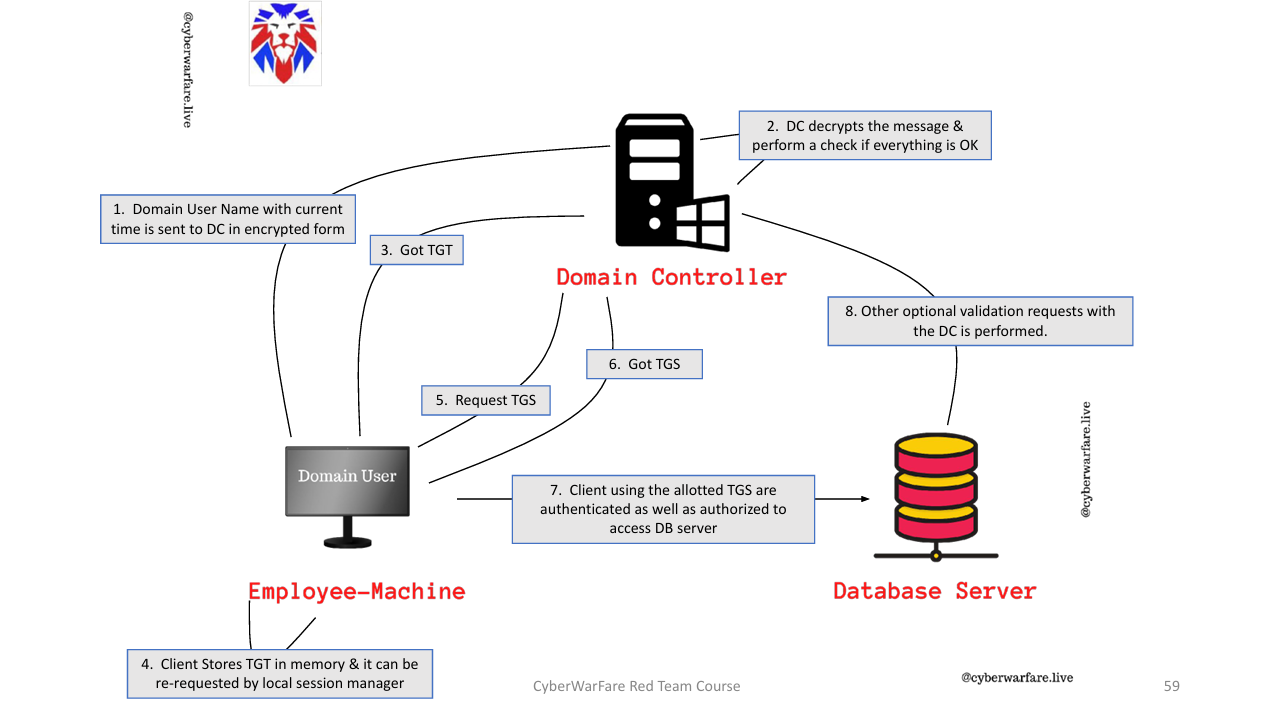 @cyberwarfare.live
2. DC decrypts the message &
perform a check if everything is OK
1. Domain User Name with current
time is sent to DC in encrypted form
3. Got TGT
Domain Controller
8. Other optional validation requests with
the DC is performed.
6. Got TGS
5. Request TGS
Domain User
7. Client using the allotted TGS are
authenticated as well as authorized to
access DB server
@cyberwarfare.live
Employee-Machine
Database Server
4. Client Stores TGT in memory & it can be
re-requested by local session manager
CyberWarFare Red Team Course
@cyberwarfare.live
59